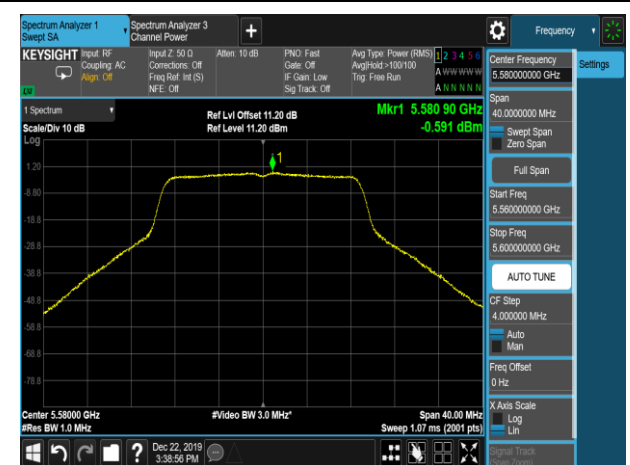 Spectrum Analyzer 1
Swept SA
Spectrum Analyzer 3
Channel Power
+
Frequency
KEYSIGHT
Input: RF
Coupling: AC
Align: Off
Input Z: 50 Ω
Corrections: Off
Freq Ref: Int (S)
NFE: Off
Atten: 10 dB
PNO: Fast
Gate: Off
IF Gain: Low
Sig Track: Off
Avg Type: Power (RMS)
Avg|Hold:>100/100
Trig: Free Run
1 2 3 4 5 6
A W W W W W
A N N N N N
LXI
1 Spectrum
Scale/Div 10 dB
Log
Ref Lvl Offset 11.20 dB
Ref Level 11.20 dBm
Mkr1 5.580 90 GHz
-0.591 dBm
1
1.20
-8.80
-18.8
-28.8
-38.8
-48.8
-58.8
-68.8
-78.8
Center 5.58000 GHz
#Res BW 1.0 MHz
#Video BW 3.0 MHz*
Span 40.00 MHz
Sweep 1.07 ms (2001 pts)
Center Frequency
5.580000000 GHz
Settings
Span
40.0000000 MHz
Swept Span
Zero Span
Full Span
Start Freq
5.560000000 GHz
Stop Freq
5.600000000 GHz
AUTO TUNE
CF Step
4.000000 MHz
Auto
Man
Freq Offset
0 Hz
X Axis Scale
Log
Lin
Signal Track
(Span Zoom)
?
Dec 22, 2019
3:38:56 PM